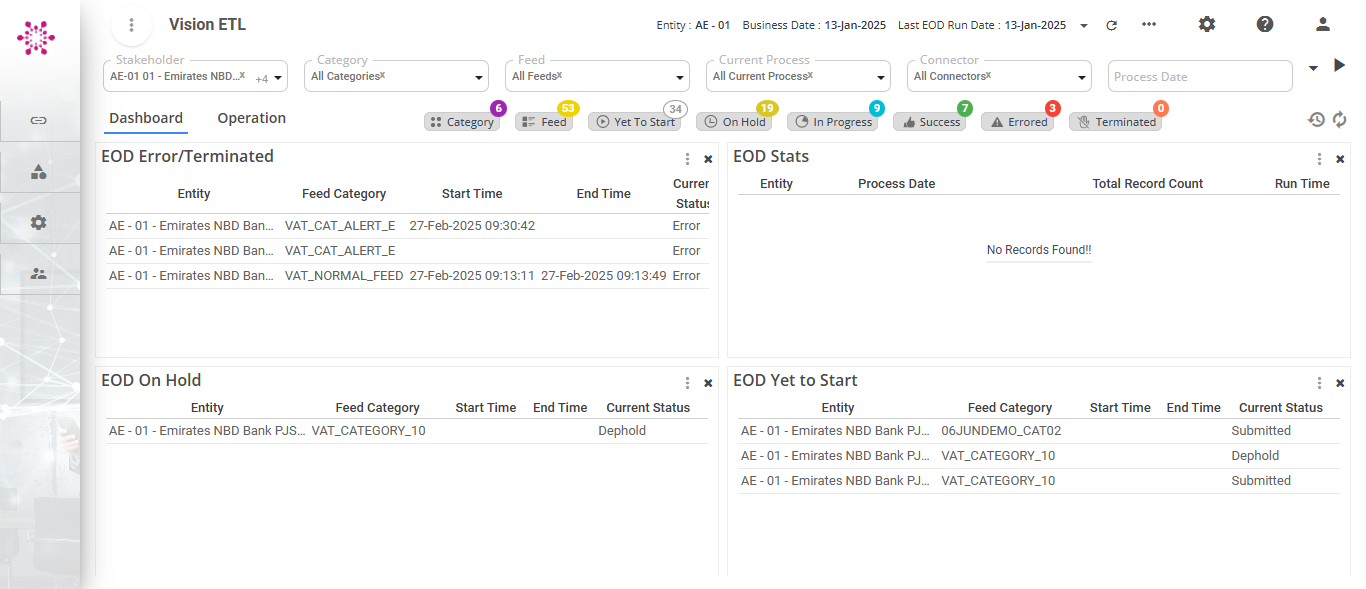 Vision ETL
Entity : AE - 01 Business Date : 13-Jan-2025 Last EOD Run Date : 13-Jan-2025
Stakeholder Category Feed Current Process Connector
AE-01 01 - Emirates NBD...x +4 All Categoriesx All Feedsx All Current Processx All Connectorsx Process Date
6 53 34 19 9 7 3 0
Dashboard Operation Category Feed Yet To Start On Hold In Progress Success Errored Terminated
EOD Error/Terminated
Entity Feed Category Start Time End Time Currer Status
AE - 01 - Emirates NBD Ban... VAT_CAT_ALERT_E 27-Feb-2025 09:30:42 Error
AE - 01 - Emirates NBD Ban... VAT_CAT_ALERT_E Error
AE - 01 - Emirates NBD Ban... VAT_NORMAL_FEED 27-Feb-2025 09:13:11 27-Feb-2025 09:13:49 Error
EOD Stats
Entity Process Date Total Record Count Run Time
No Records Found!!
EOD On Hold
Entity Feed Category Start Time End Time Current Status
AE - 01 - Emirates NBD Bank PJS... VAT_CATEGORY_10 Dephold
EOD Yet to Start
Entity Feed Category Start Time End Time Current Status
AE - 01 - Emirates NBD Bank PJ... 06JUNDEMO_CAT02 Submitted
AE - 01 - Emirates NBD Bank PJ... VAT_CATEGORY_10 Dephold
AE - 01 - Emirates NBD Bank PJ... VAT_CATEGORY_10 Submitted